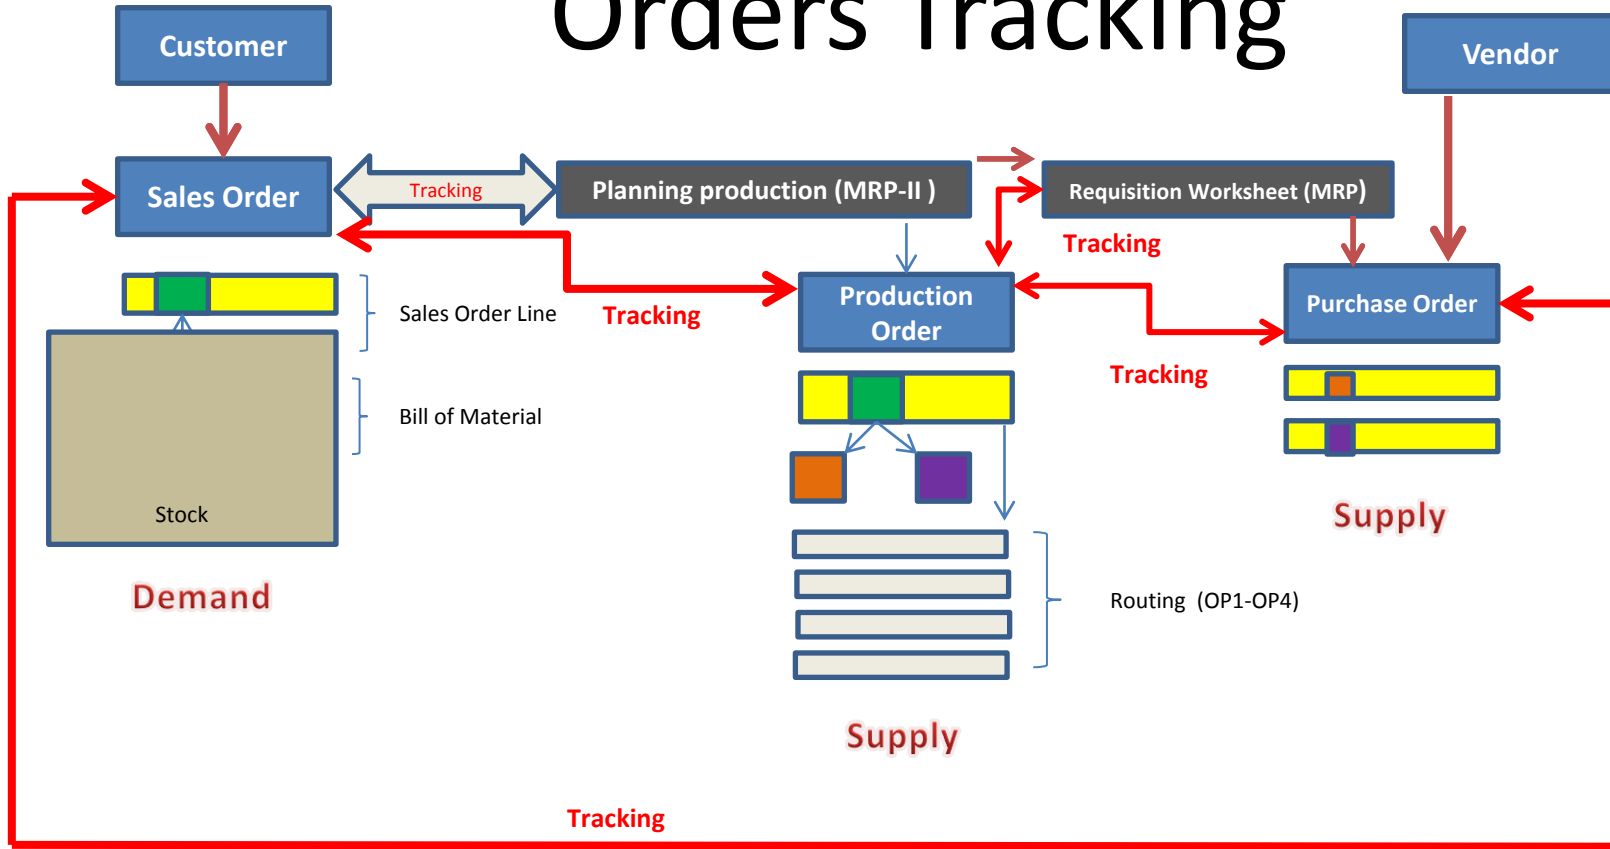 Orders Tracking
Customer
Vendor
Sales Order
Tracking
Planning production (MRP-II )
Requisition Worksheet (MRP)
Tracking
Production
Order
Purchase Order
Sales Order Line
Tracking
Tracking
Bill of Material
Stock
Supply
Demand
Routing  (OP1-OP4)
Supply
Tracking